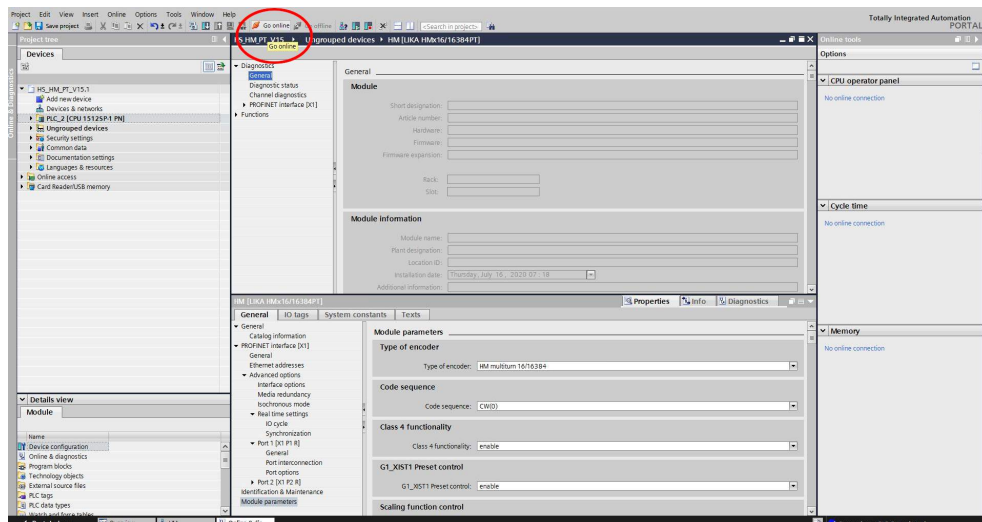 Project Edit View Insert Online Options Tools Window Help
Totally Integrated Automation
PORTAL
Save project Go online Go offline <Search in project>
Project tree
Devices
HS_HM_PT_V15.1
Add new device
Devices & networks
PLC_2 [CPU 1512SP-1 PN]
Ungrouped devices
Security settings
Common data
Documentation settings
Languages & resources
Online access
Card Reader/USB memory
Details view
Module
Name
Device configuration
Online & diagnostics
Program blocks
Technology objects
External source files
PLC tags
PLC data types
Watch and force tables
Online & Diagnostics
Ungrouped devices HM [LIKA HMx16/16384PT]
Go online
Diagnostics
General
Diagnostic status
Channel diagnostics
PROFINET interface [X1]
Functions
General
Module
Short designation:
Article number:
Hardware:
Firmware:
Firmware expansion:
Rack:
Slot:
Module information
Module name:
Plant designation:
Location ID:
Installation date: Thursday, July 16, 2020 07:18
Additional information:
HM [LIKA HMx16/16384PT]
Properties Info Diagnostics
General IO tags System constants Texts
General
Catalog information
PROFINET interface [X1]
General
Ethernet addresses
Advanced options
Interface options
Media redundancy
Isochronous mode
Real time settings
IO cycle
Synchronization
Port 1 [X1 P1 R]
General
Port interconnection
Port options
Port 2 [X1 P2 R]
Identification & Maintenance
Module parameters
Module parameters
Type of encoder
Type of encoder: HM multiturn 16/16384
Code sequence
Code sequence: CW(0)
Class 4 functionality
Class 4 functionality: enable
G1_XIST1 Preset control
G1_XIST1 Preset control: enable
Scaling function control
Online tools
Options
CPU operator panel
No online connection
Cycle time
No online connection
Memory
No online connection